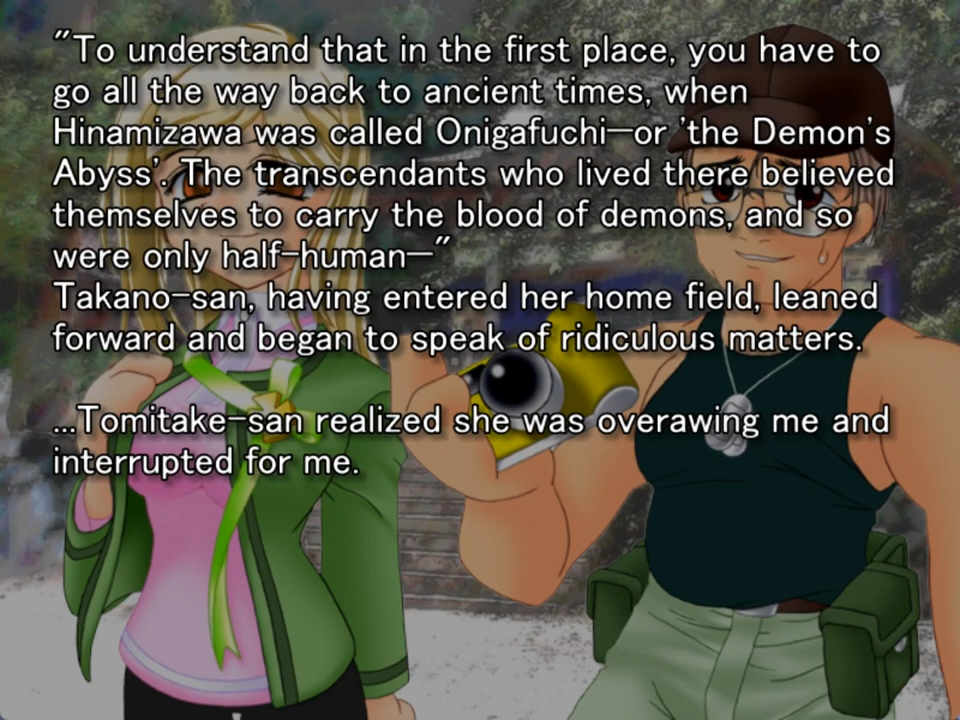 "To understand that in the first place, you have to
go all the way back to ancient times, when
Hinamizawa was called Onigafuchi—or 'the Demon's
Abyss'. The transcendants who lived there believed
themselves to carry the blood of demons, and so
were only half-human—"
Takano-san, having entered her home field, leaned
forward and began to speak of ridiculous matters.
...Tomitake-san realized she was overawing me and
interrupted for me.